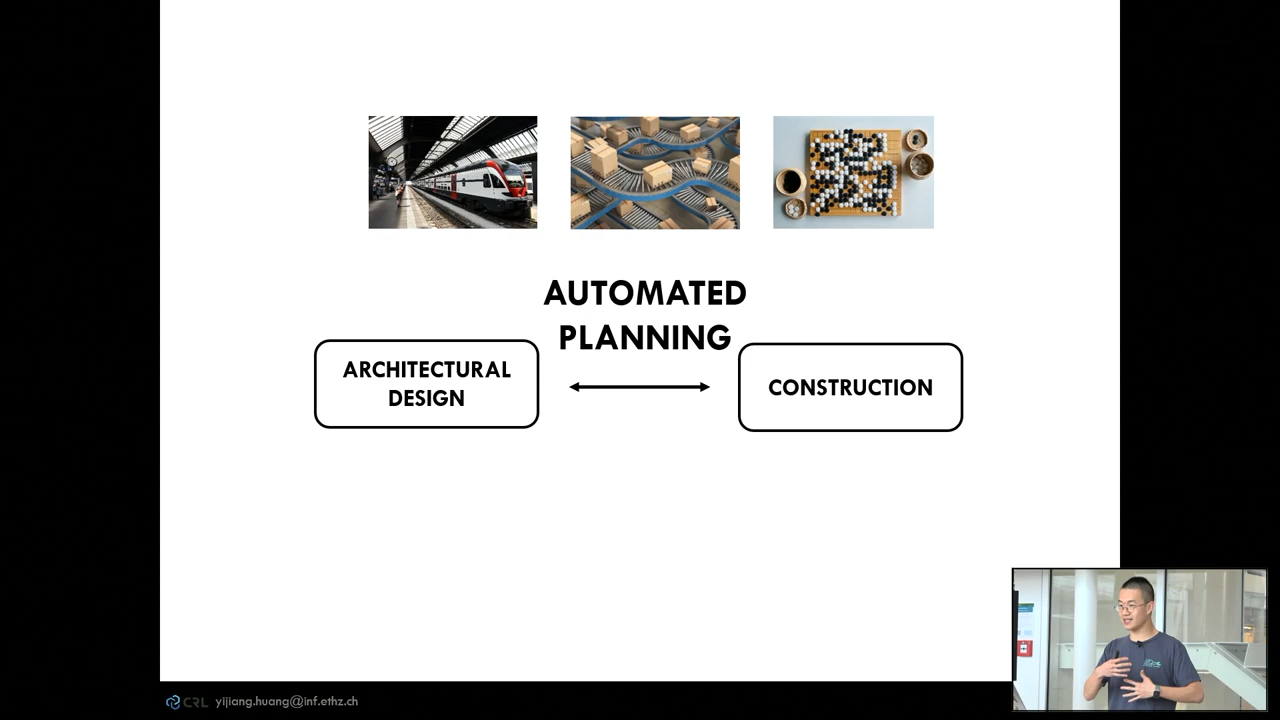 AUTOMATED
PLANNING
ARCHITECTURAL
DESIGN
CONSTRUCTION
CRL yijiang.huang@inf.ethz.ch